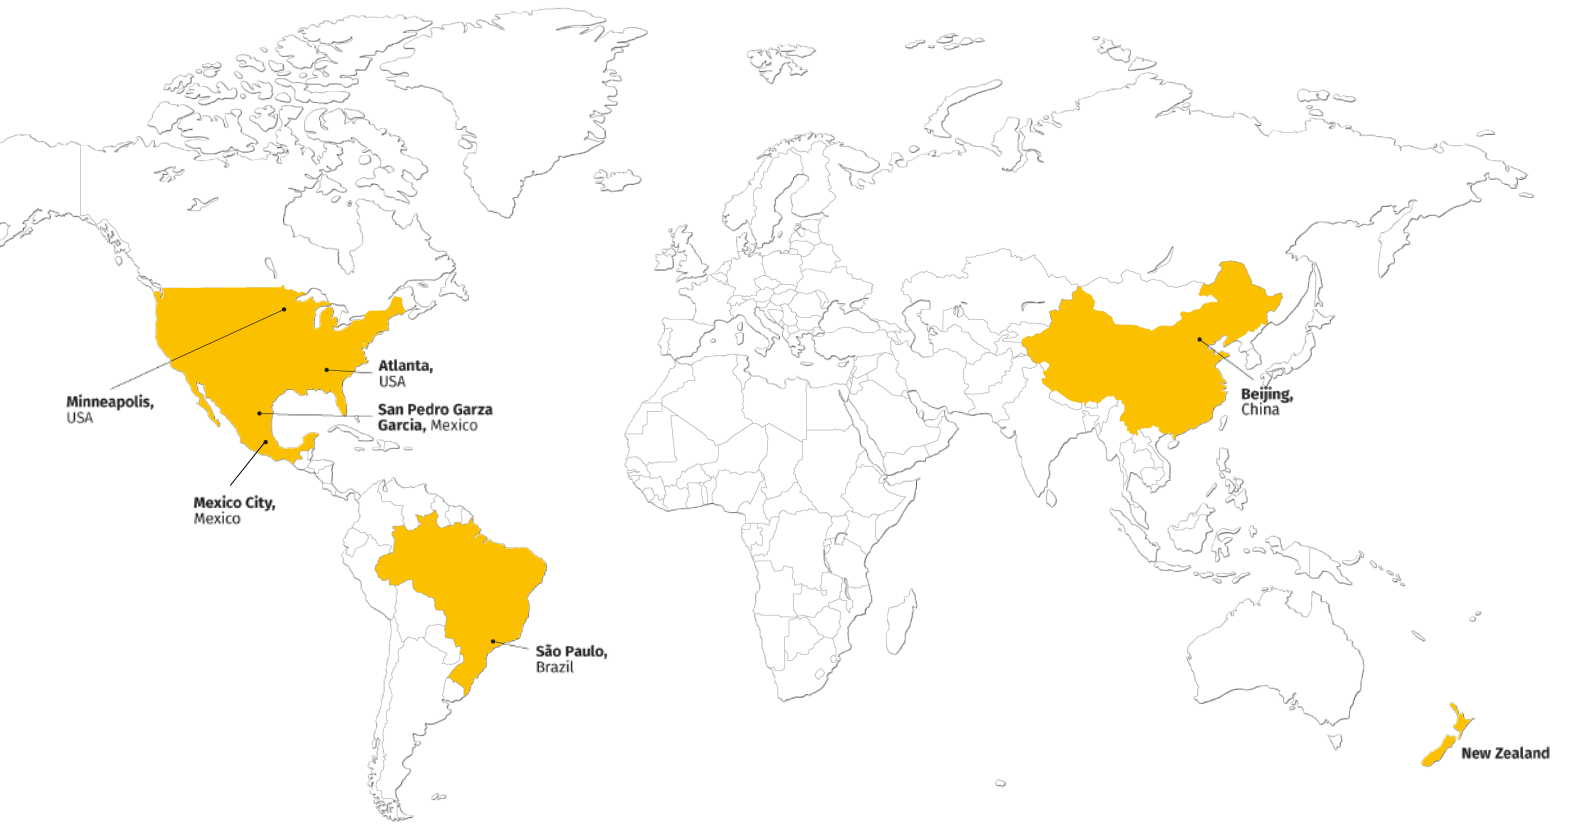 Atlanta,
USA
Minneapolis,
USA
San Pedro Garza
Garcia, Mexico
Beijing,
China
Mexico City,
Mexico
São Paulo,
Brazil
New Zealand